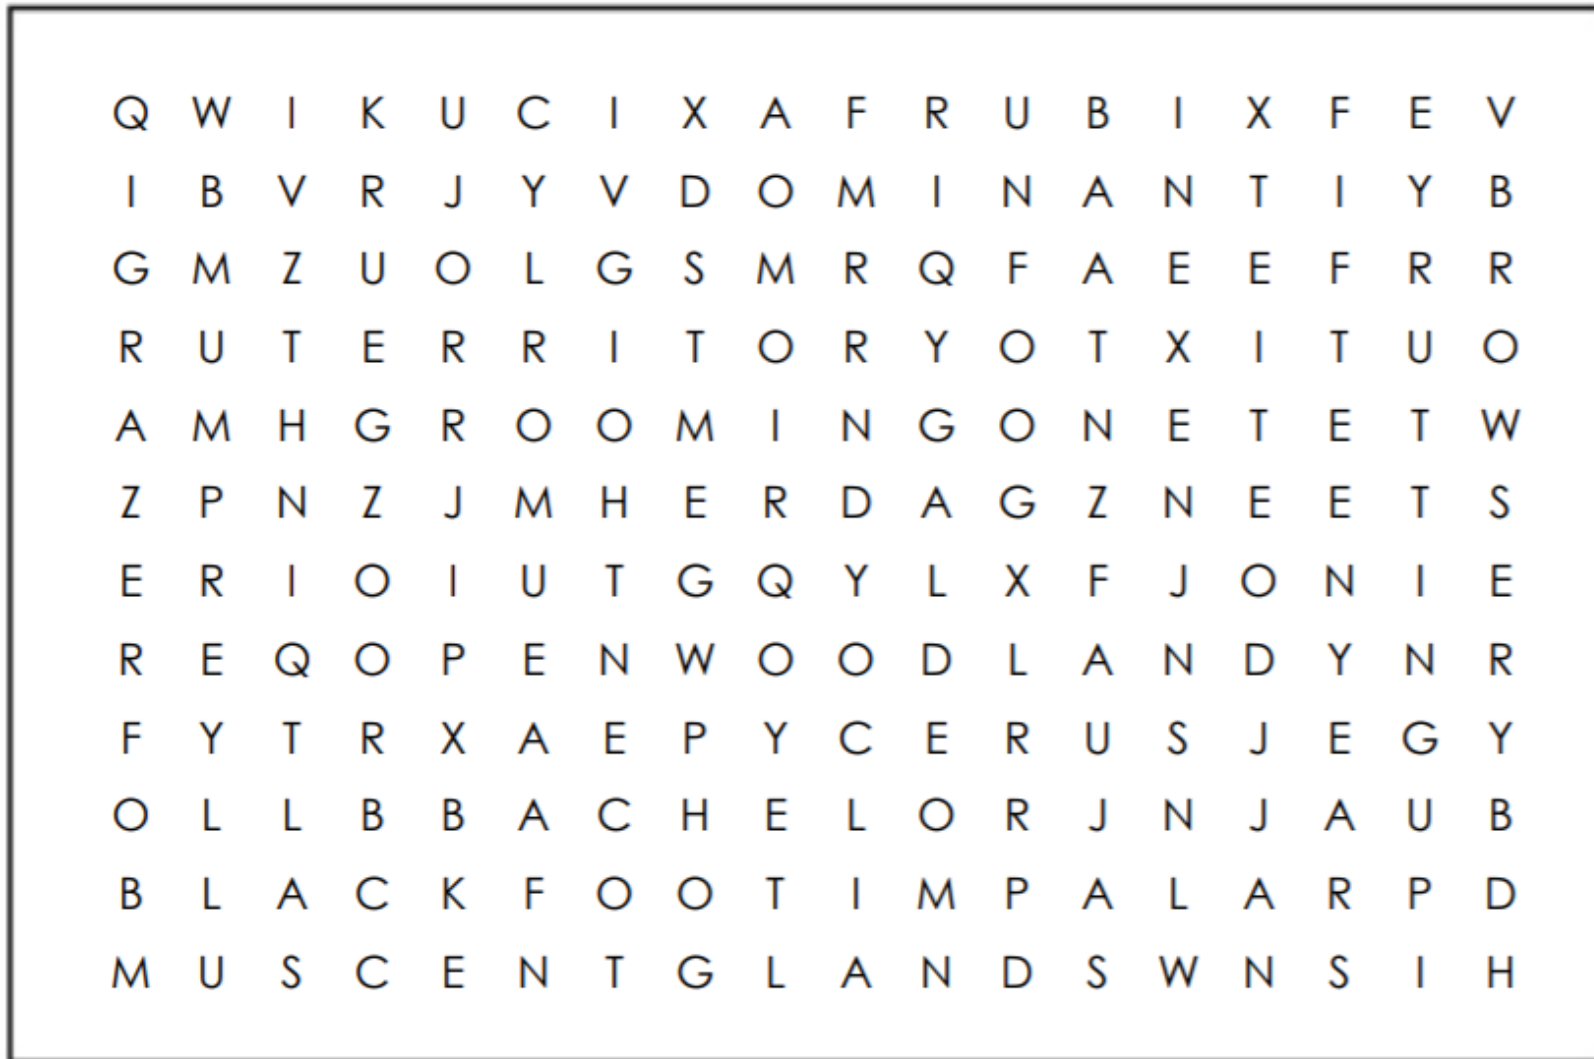 Q W I K U C I X A F R U B I X F E V
I B V R J Y V D O M I N A N T I Y B
G M Z U O L G S M R Q F A E E F R R
R U T E R R I T O R Y O T X I T U O
A M H G R O O M I N G O N E T E T W
Z P N Z J M H E R D A G Z N E E T S
E R I O I U T G Q Y L X F J O N I E
R E Q O P E N W O O D L A N D Y N R
F Y T R X A E P Y C E R U S J E G Y
O L L B B A C H E L O R J N J A U B
B L A C K F O O T I M P A L A R P D
M U S C E N T G L A N D S W N S I H